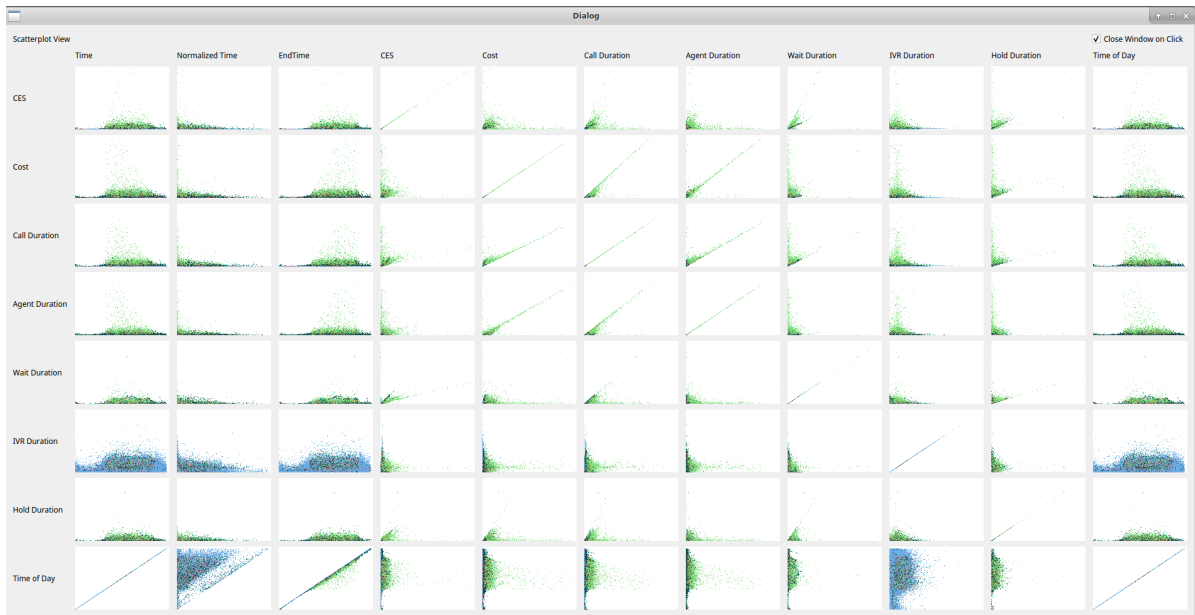 Dialog
Scatterplot View
Close Window on Click
Time Normalized Time EndTime CES Cost Call Duration Agent Duration Wait Duration IVR Duration Hold Duration Time of Day
CES
Cost
Call Duration
Agent Duration
Wait Duration
IVR Duration
Hold Duration
Time of Day